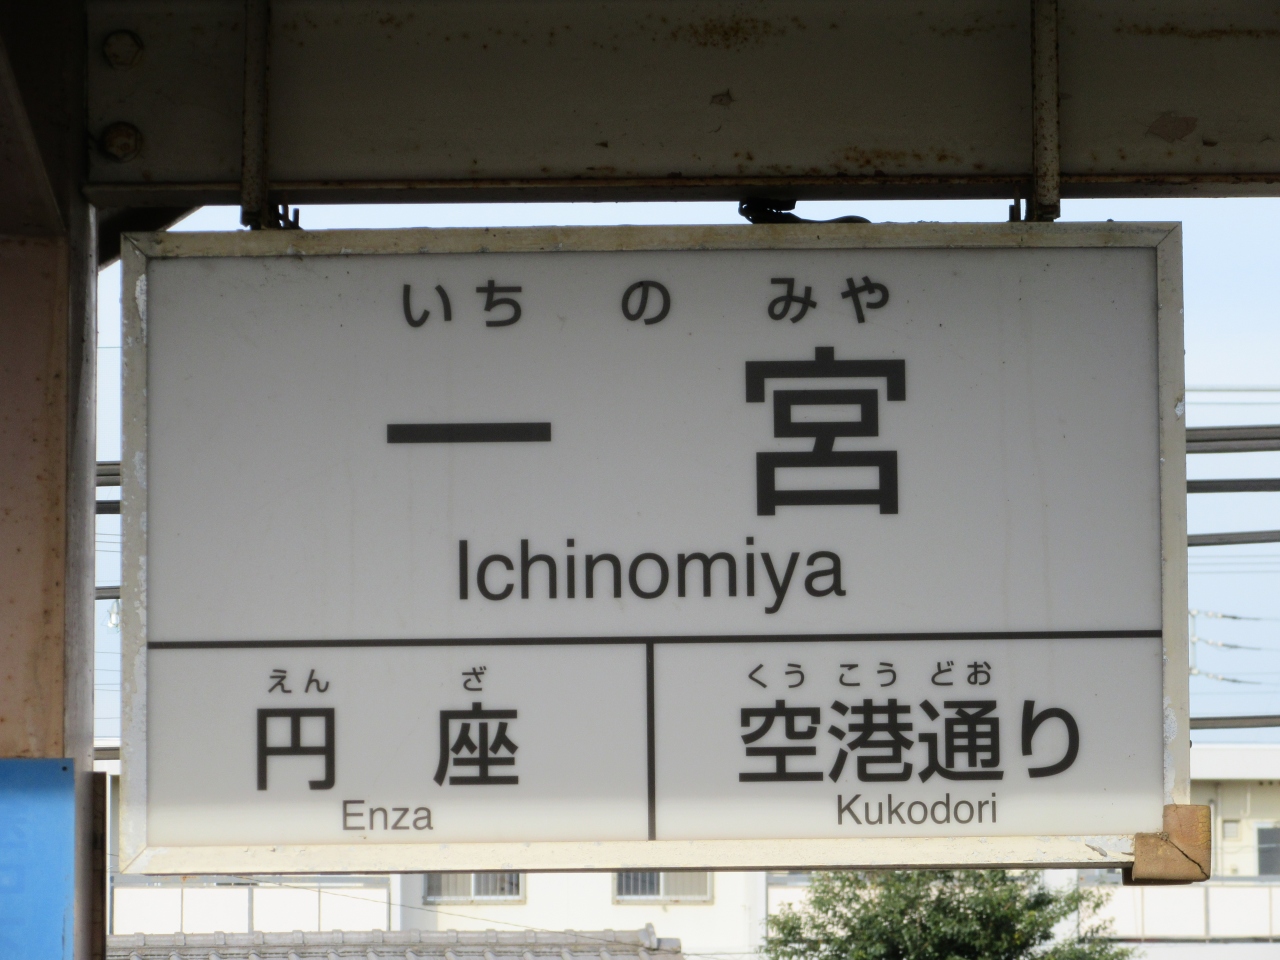 いち の みや
一 宮
Ichinomiya
えん ざ
円 座
Enza
くう こう どお
空港通り
Kukodori